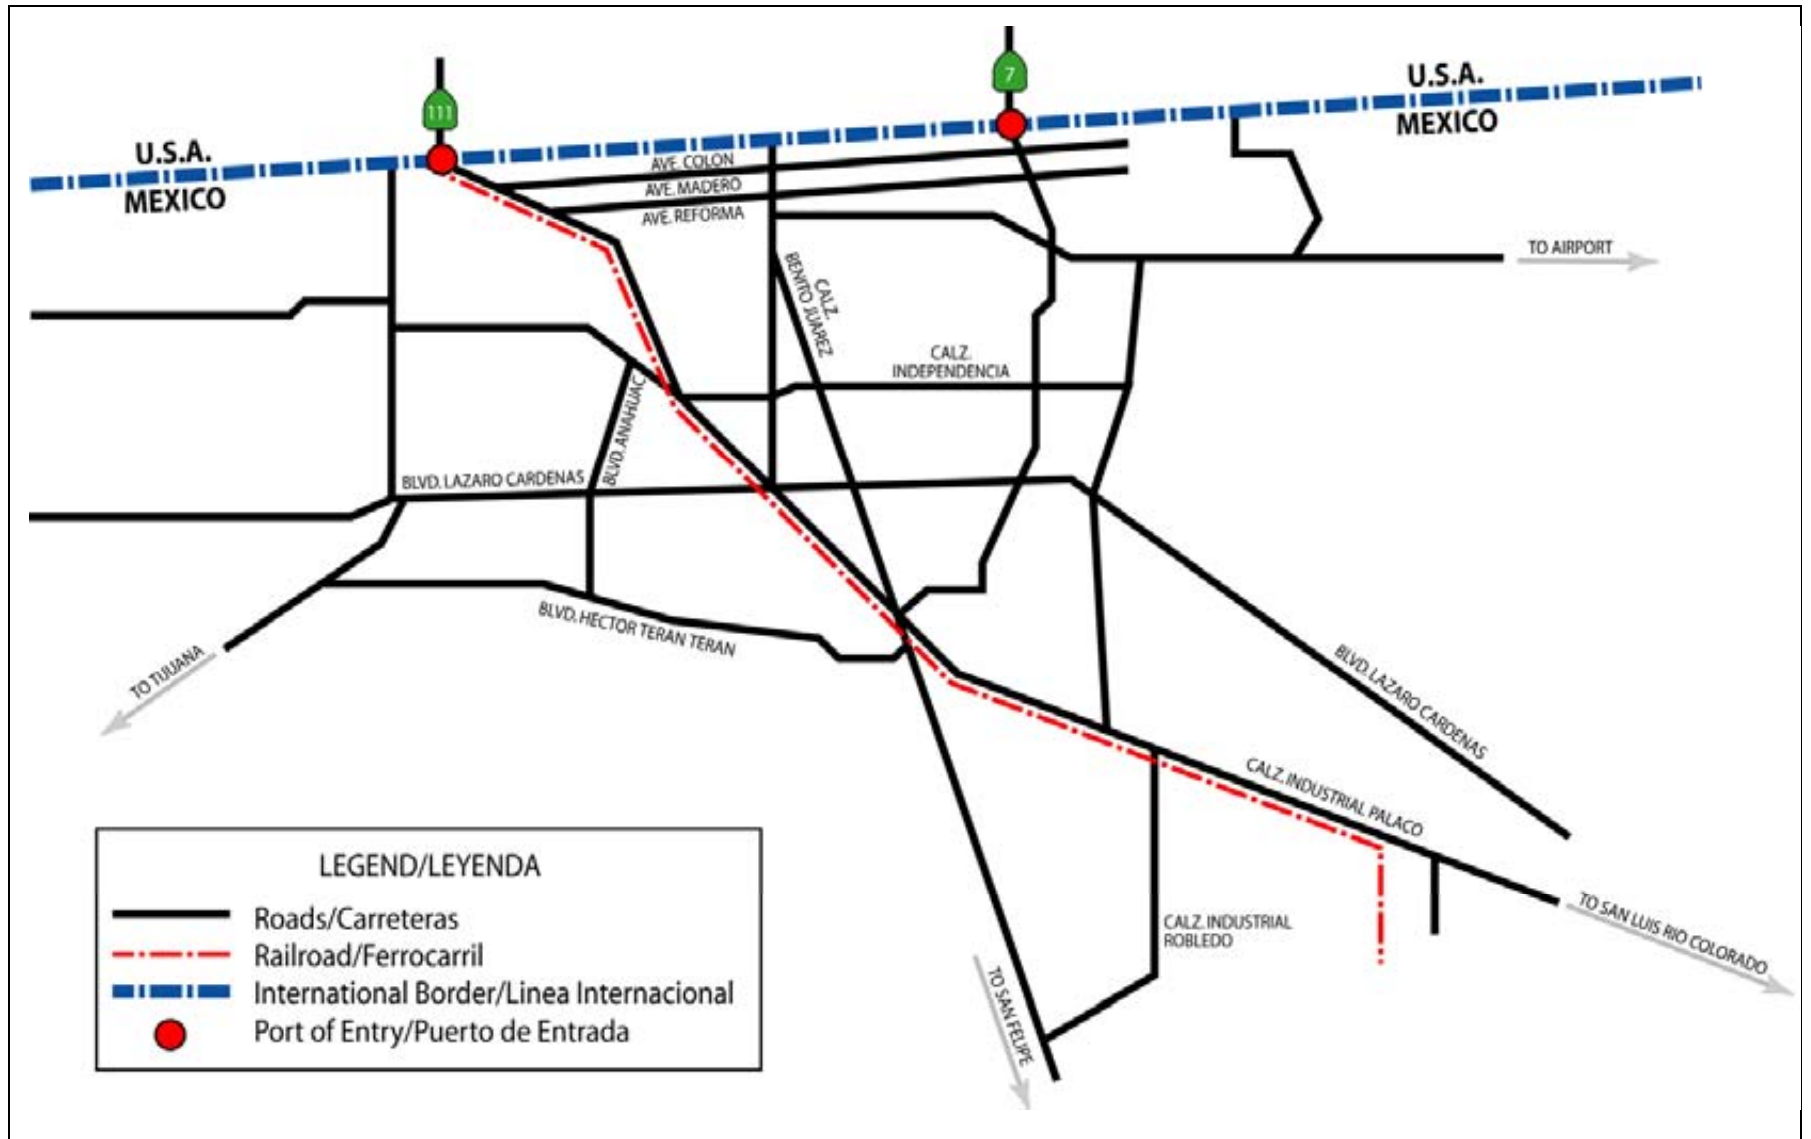 7
U.S.A.
MEXICO
111
U.S.A.
MEXICO
AVE. COLON
AVE. MADERO
AVE. REFORMA
TO AIRPORT
CALZ.
BENITO JUAREZ
CALZ.
INDEPENDENCIA
BLVD. ANAHUAC
BLVD. LAZARO CARDENAS
BLVD. HECTOR TERAN TERAN
TO TIJUANA
BLVD. LAZARO CARDENAS
CALZ. INDUSTRIAL PALACO
CALZ. INDUSTRIAL
ROBLEDO
TO SAN LUIS RIO COLORADO
TO SAN FELIPE
LEGEND/LEYENDA
Roads/Carreteras
Railroad/Ferrocarril
International Border/Linea Internacional
Port of Entry/Puerto de Entrada